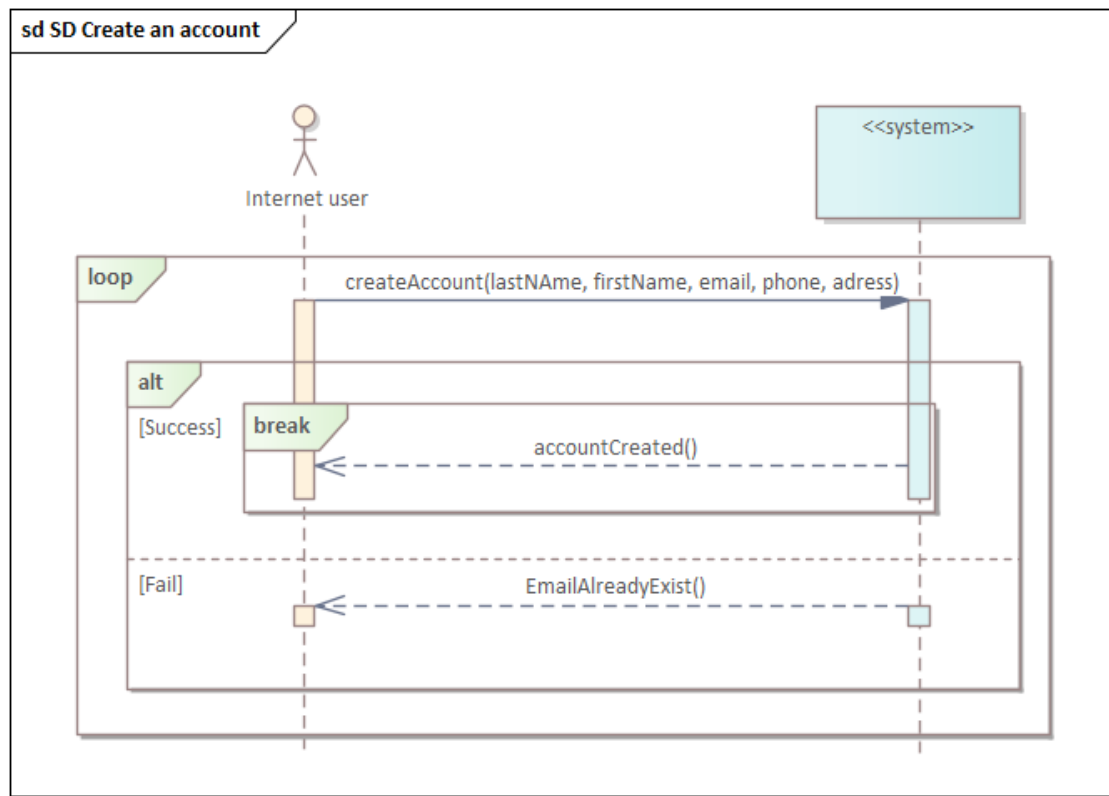 sd SD Create an account
<<system>>
Internet user
loop
createAccount(lastNAme, firstName, email, phone, adress)
alt
[Success]
break
accountCreated()
[Fail]
EmailAlreadyExist()